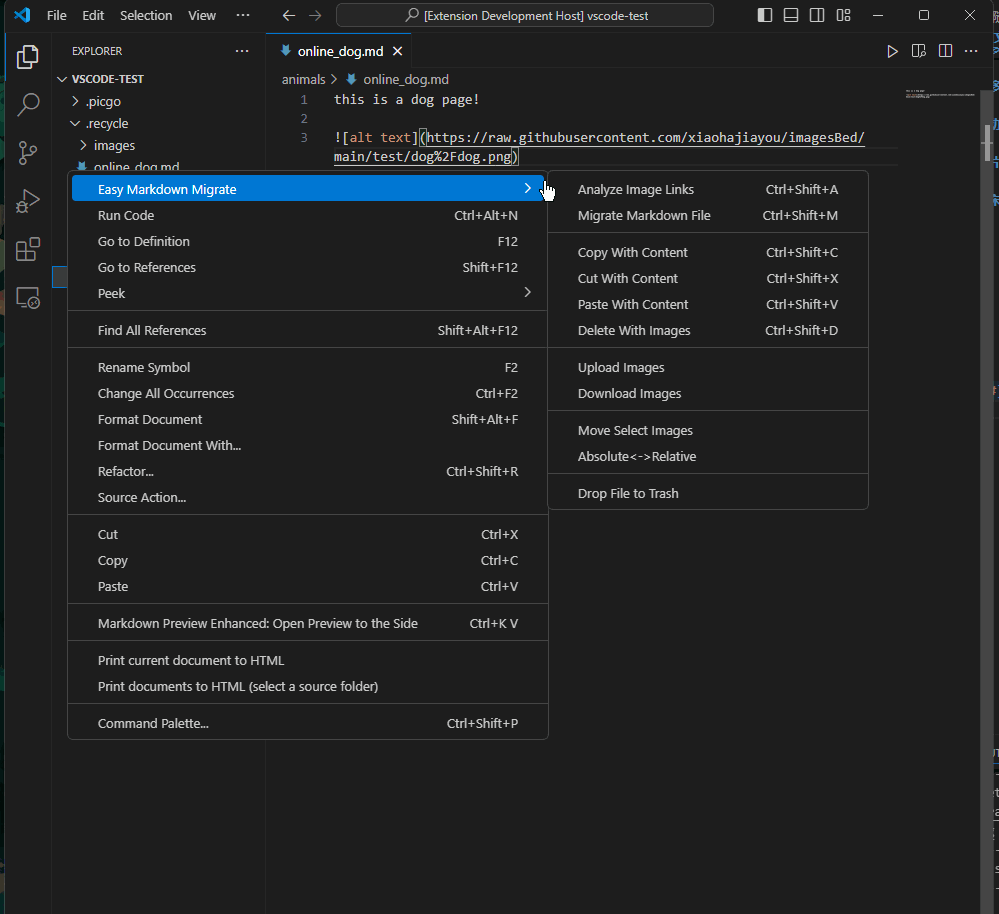 File Edit Selection View ··· [Extension Development Host] vscode-test
EXPLORER ···
online_dog.md
VSCODE-TEST
.picgo
.recycle
images
online_dog.md
animals > online_dog.md
1 this is a dog page!
2
3 ![alt text](https://raw.githubusercontent.com/xiaohajiayou/imagesBed/
main/test/dog%2Fdog.png)
Easy Markdown Migrate
Run Code Ctrl+Alt+N
Go to Definition F12
Go to References Shift+F12
Peek
Find All References Shift+Alt+F12
Rename Symbol F2
Change All Occurrences Ctrl+F2
Format Document Shift+Alt+F
Format Document With...
Refactor... Ctrl+Shift+R
Source Action...
Cut Ctrl+X
Copy Ctrl+C
Paste Ctrl+V
Markdown Preview Enhanced: Open Preview to the Side Ctrl+K V
Print current document to HTML
Print documents to HTML (select a source folder)
Command Palette... Ctrl+Shift+P
Analyze Image Links Ctrl+Shift+A
Migrate Markdown File Ctrl+Shift+M
Copy With Content Ctrl+Shift+C
Cut With Content Ctrl+Shift+X
Paste With Content Ctrl+Shift+V
Delete With Images Ctrl+Shift+D
Upload Images
Download Images
Move Select Images
Absolute<->Relative
Drop File to Trash